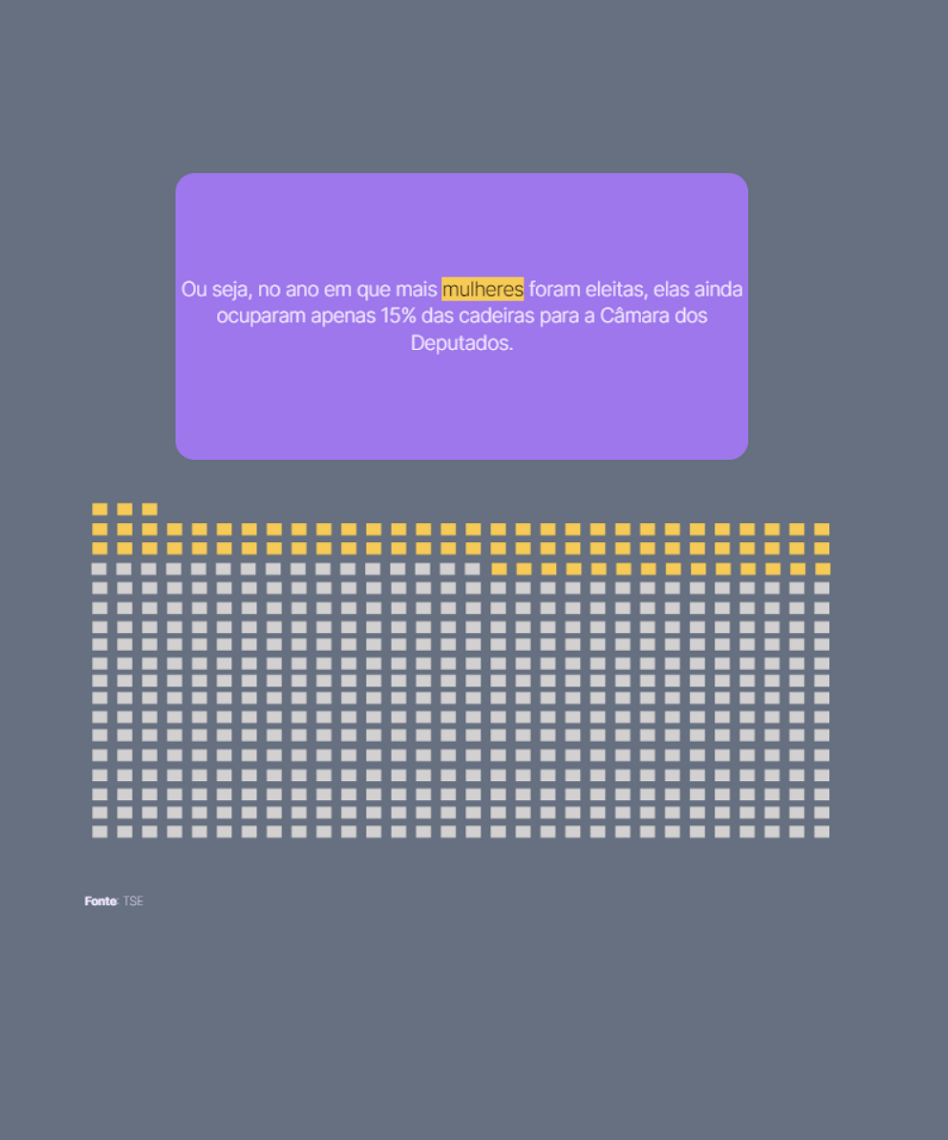 Ou seja, no ano em que mais mulheres foram eleitas, elas ainda
ocuparam apenas 15% das cadeiras para a Câmara dos
Deputados.
Fonte: TSE